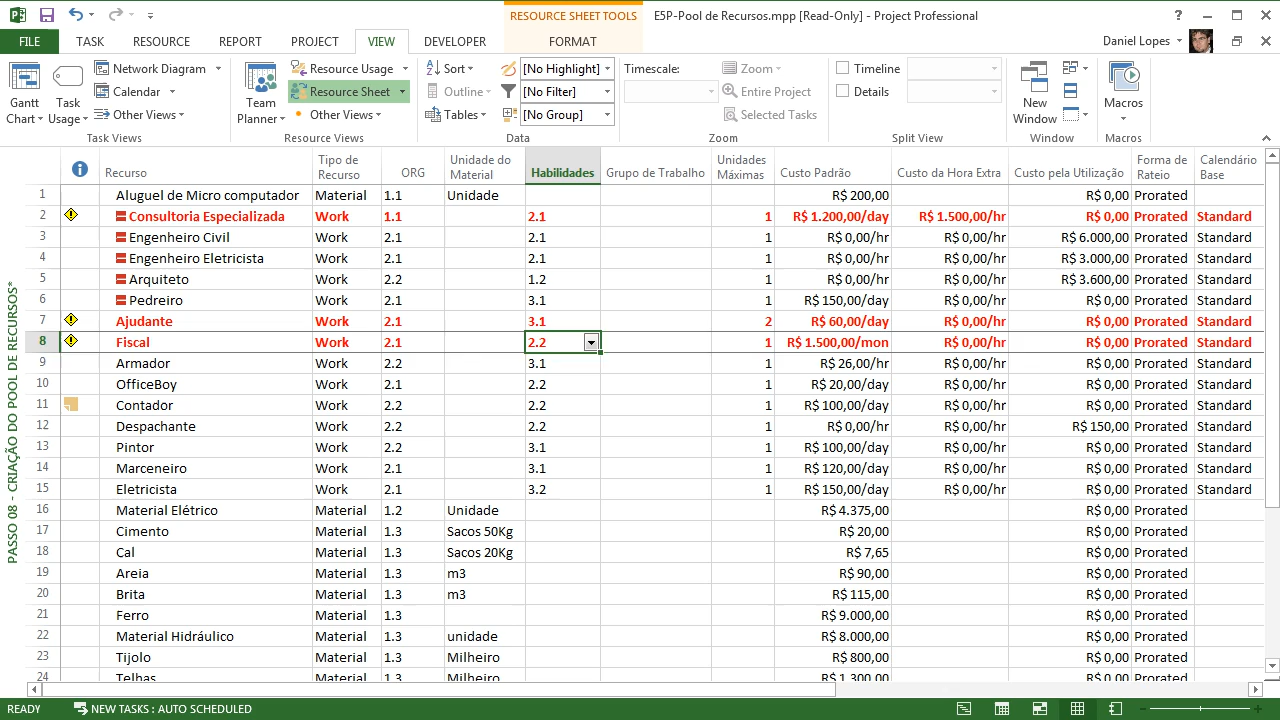 RESOURCE SHEET TOOLS
E5P-Pool de Recursos.mpp [Read-Only] - Project Professional
FILE TASK RESOURCE REPORT PROJECT VIEW DEVELOPER FORMAT Daniel Lopes
Gantt Chart
Task Usage
Network Diagram
Calendar
Other Views
Task Views
Team Planner
Resource Usage
Resource Sheet
Other Views
Resource Views
Sort
Outline
Tables
[No Highlight]
[No Filter]
[No Group]
Data
Timescale:
Zoom
Entire Project
Selected Tasks
Zoom
Timeline
Details
Split View
New Window
Window
Macros
Macros
Recurso Tipo de Recurso ORG Unidade do Material Habilidades Grupo de Trabalho Unidades Máximas Custo Padrão Custo da Hora Extra Custo pela Utilização Forma de Rateio Calendário Base
1 Aluguel de Micro computador Material 1.1 Unidade R$ 200,00 R$ 0,00 Prorated
2 Consultoria Especializada Work 1.1 2.1 1 R$ 1.200,00/day R$ 1.500,00/hr R$ 0,00 Prorated Standard
3 Engenheiro Civil Work 2.1 2.1 1 R$ 0,00/hr R$ 0,00/hr R$ 6.000,00 Prorated Standard
4 Engenheiro Eletricista Work 2.1 2.1 1 R$ 0,00/hr R$ 0,00/hr R$ 3.000,00 Prorated Standard
5 Arquiteto Work 2.2 1.2 1 R$ 0,00/hr R$ 0,00/hr R$ 3.600,00 Prorated Standard
6 Pedreiro Work 2.1 3.1 1 R$ 150,00/day R$ 0,00/hr R$ 0,00 Prorated Standard
7 Ajudante Work 2.1 3.1 2 R$ 60,00/day R$ 0,00/hr R$ 0,00 Prorated Standard
8 Fiscal Work 2.1 2.2 1 R$ 1.500,00/mon R$ 0,00/hr R$ 0,00 Prorated Standard
9 Armador Work 2.2 3.1 1 R$ 26,00/hr R$ 0,00/hr R$ 0,00 Prorated Standard
10 OfficeBoy Work 2.1 2.2 1 R$ 20,00/day R$ 0,00/hr R$ 0,00 Prorated Standard
11 Contador Work 2.2 2.2 1 R$ 100,00/day R$ 0,00/hr R$ 0,00 Prorated Standard
12 Despachante Work 2.2 2.2 1 R$ 0,00/hr R$ 0,00/hr R$ 150,00 Prorated Standard
13 Pintor Work 2.2 3.1 1 R$ 100,00/day R$ 0,00/hr R$ 0,00 Prorated Standard
14 Marceneiro Work 2.1 3.1 1 R$ 120,00/day R$ 0,00/hr R$ 0,00 Prorated Standard
15 Eletricista Work 2.1 3.2 1 R$ 150,00/day R$ 0,00/hr R$ 0,00 Prorated Standard
16 Material Elétrico Material 1.2 Unidade R$ 4.375,00 R$ 0,00 Prorated
17 Cimento Material 1.3 Sacos 50Kg R$ 20,00 R$ 0,00 Prorated
18 Cal Material 1.3 Sacos 20Kg R$ 7,65 R$ 0,00 Prorated
19 Areia Material 1.3 m3 R$ 90,00 R$ 0,00 Prorated
20 Brita Material 1.3 m3 R$ 115,00 R$ 0,00 Prorated
21 Ferro Material 1.3 R$ 9.000,00 R$ 0,00 Prorated
22 Material Hidráulico Material 1.3 unidade R$ 8.000,00 R$ 0,00 Prorated
23 Tijolo Material 1.3 Milheiro R$ 800,00 R$ 0,00 Prorated
24 Telhas Material 1.3 Milheiro R$ 1.300,00 R$ 0,00 Prorated
PASSO 08 - CRIAÇÃO DO POOL DE RECURSOS*
READY NEW TASKS : AUTO SCHEDULED